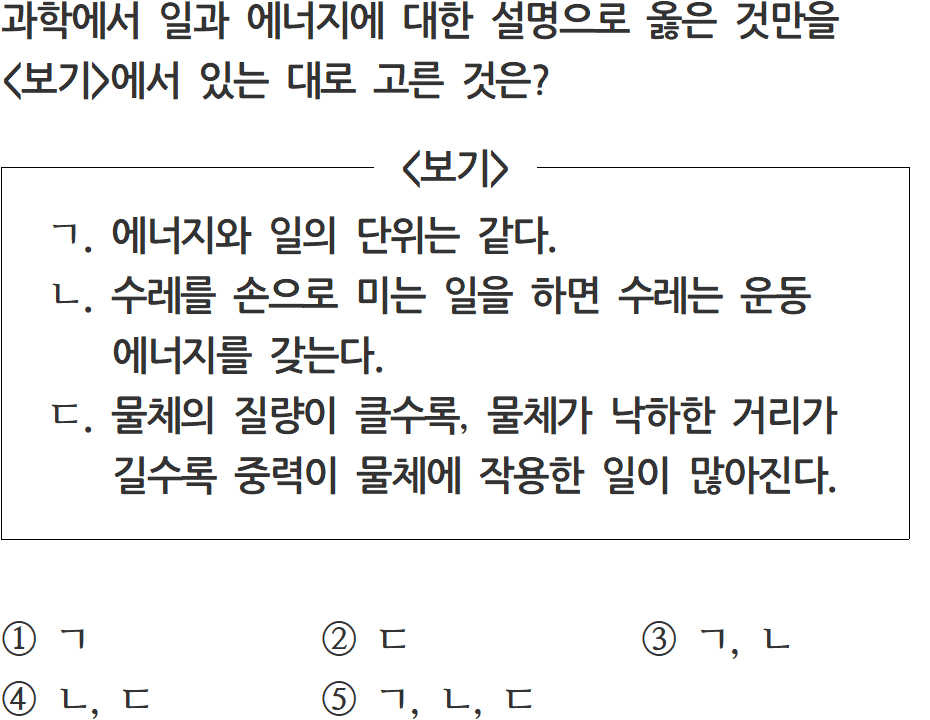 과학에서 일과 에너지에 대한 설명으로 옳은 것만을
<보기>에서 있는 대로 고른 것은?
<보기>
ㄱ. 에너지와 일의 단위는 같다.
ㄴ. 수레를 손으로 미는 일을 하면 수레는 운동
에너지를 갖는다.
ㄷ. 물체의 질량이 클수록, 물체가 낙하한 거리가
길수록 중력이 물체에 작용한 일이 많아진다.
① ㄱ ② ㄷ ③ ㄱ, ㄴ
④ ㄴ, ㄷ ⑤ ㄱ, ㄴ, ㄷ